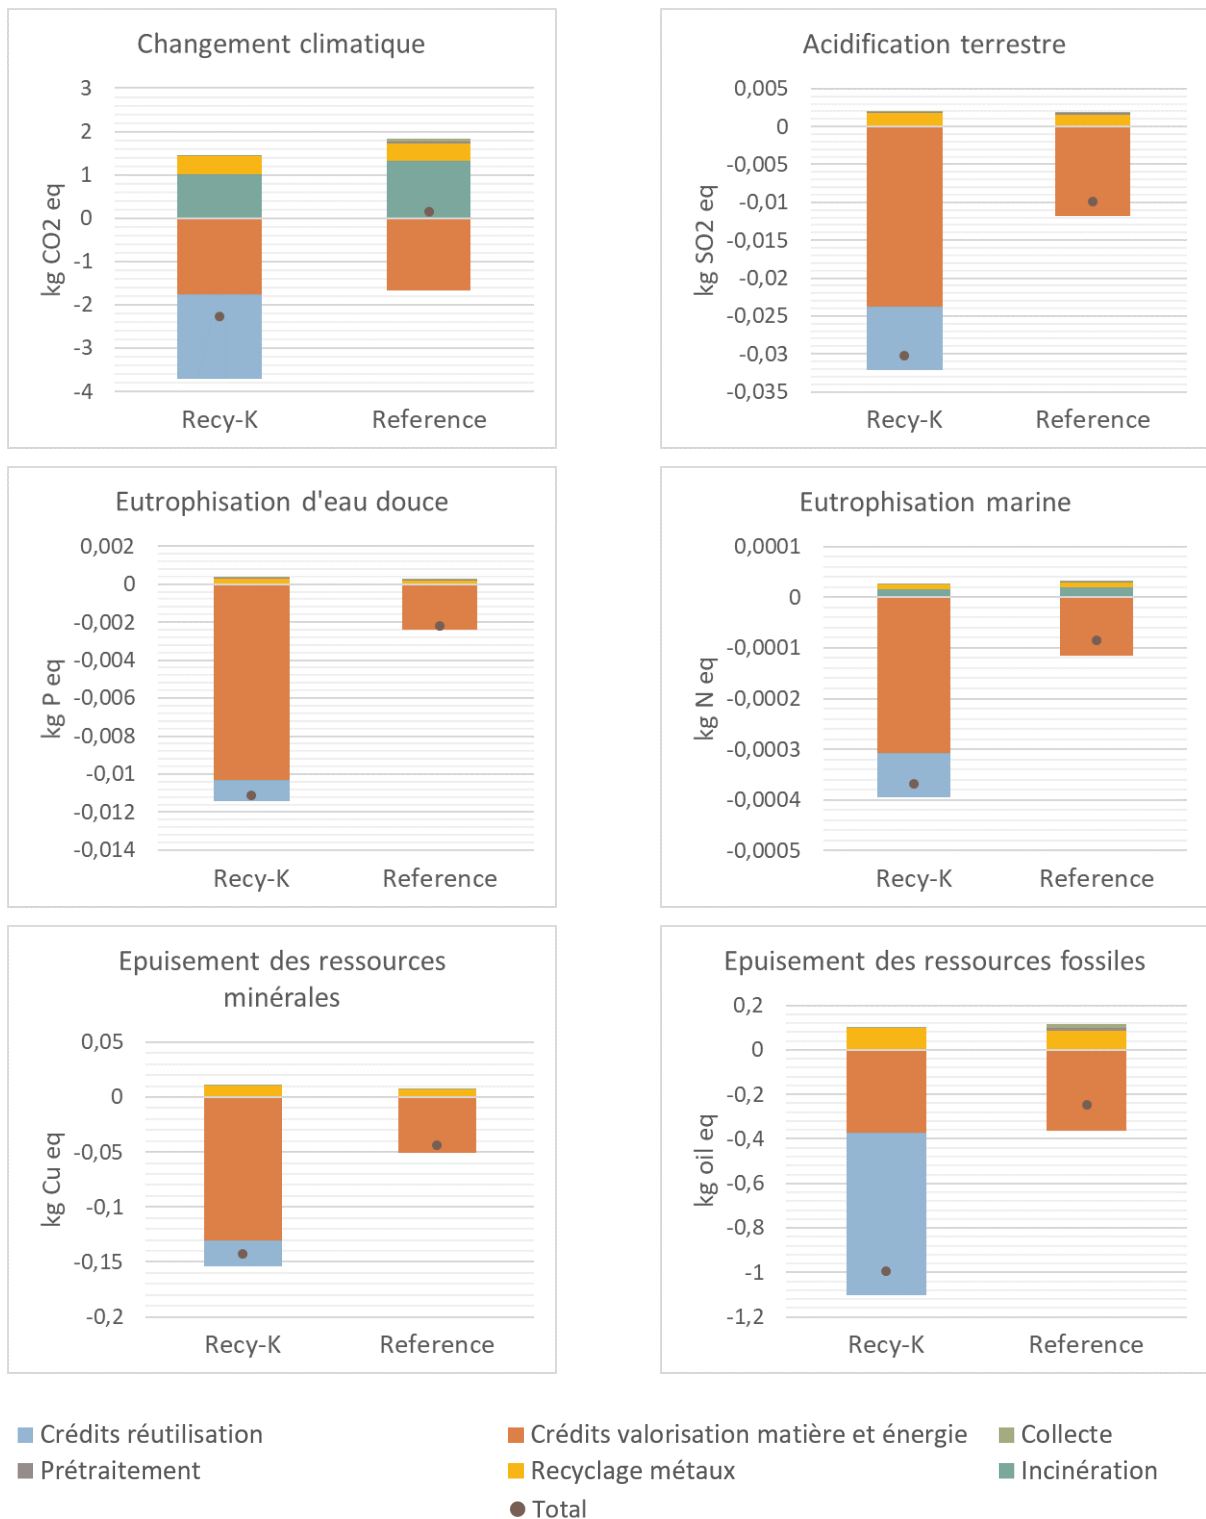 Changement climatique
3
2
1
0
-1
-2
-3
-4
kg CO2 eq
Recy-K Reference
Acidification terrestre
0,005
0
-0,005
-0,01
-0,015
-0,02
-0,025
-0,03
-0,035
kg SO2 eq
Recy-K Reference
Eutrophisation d'eau douce
0,002
0
-0,002
-0,004
-0,006
-0,008
-0,01
-0,012
-0,014
kg P eq
Recy-K Reference
Eutrophisation marine
0,0001
0
-0,0001
-0,0002
-0,0003
-0,0004
-0,0005
kg N eq
Recy-K Reference
Epuisement des ressources
minérales
0,05
0
-0,05
-0,1
-0,15
-0,2
kg Cu eq
Recy-K Reference
Epuisement des ressources fossiles
0,2
0
-0,2
-0,4
-0,6
-0,8
-1
-1,2
kg oil eq
Recy-K Reference
Crédits réutilisation Crédits valorisation matière et énergie Collecte
Prétraitement Recyclage métaux Incinération
Total